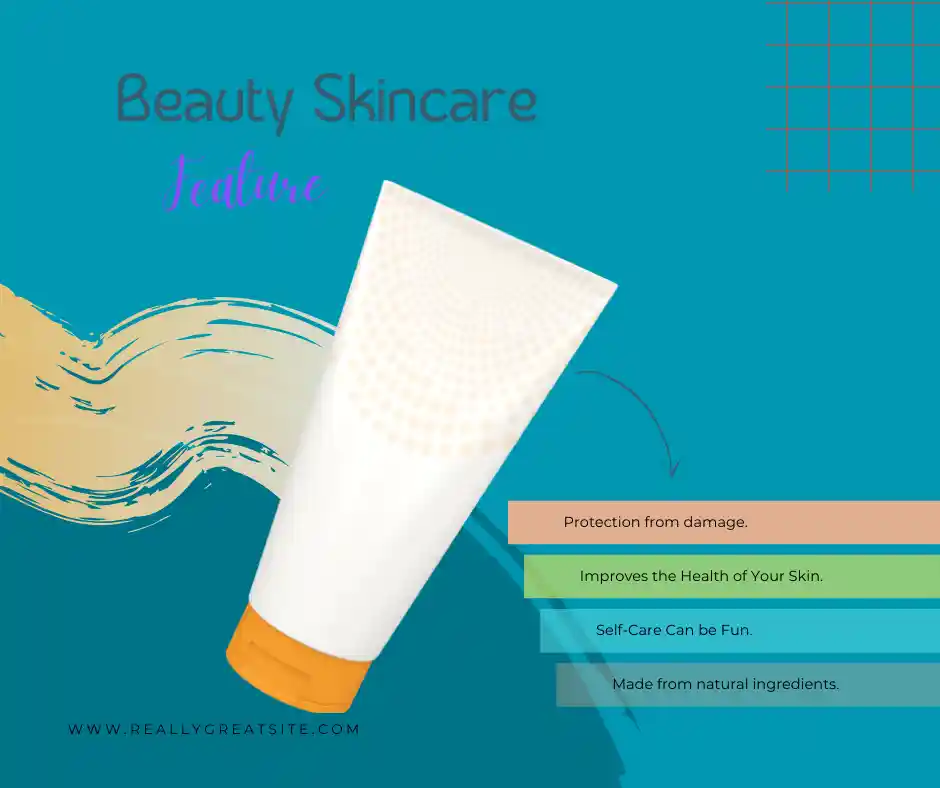 Beauty Skincare
Feature
Protection from damage.
Improves the Health of Your Skin.
Self-Care Can be Fun.
Made from natural ingredients.
WWW.REALLYGREATSITE.COM